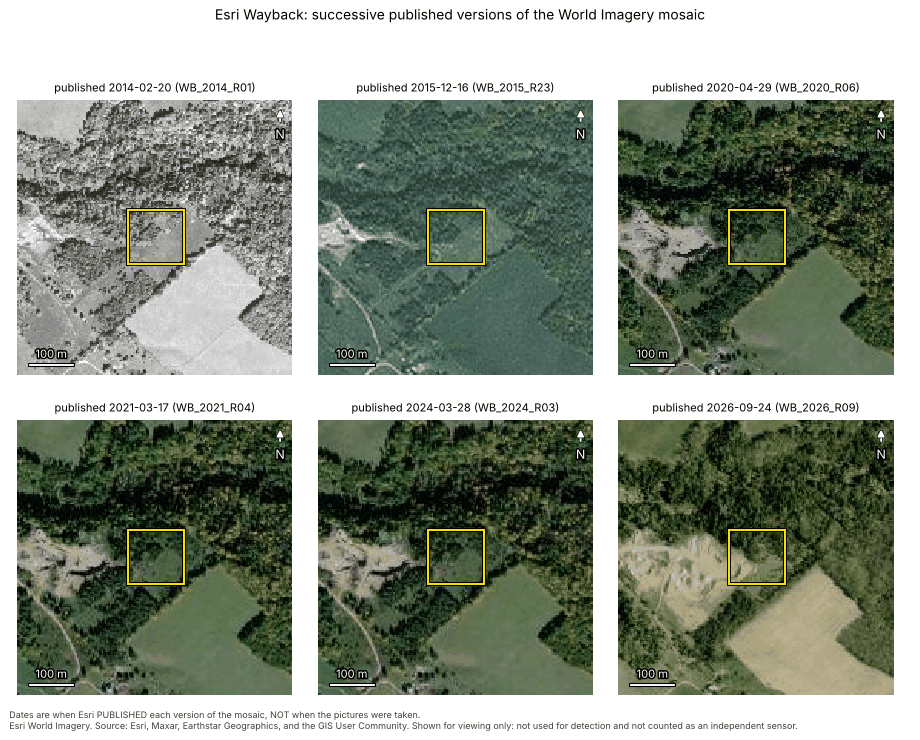 Esri Wayback: successive published versions of the World Imagery mosaic
published 2014-02-20 (WB_2014_R01)
published 2015-12-16 (WB_2015_R23)
published 2020-04-29 (WB_2020_R06)
N
N
N
100 m
100 m
100 m
published 2021-03-17 (WB_2021_R04)
published 2024-03-28 (WB_2024_R03)
published 2026-09-24 (WB_2026_R09)
N
N
N
100 m
100 m
100 m
Dates are when Esri PUBLISHED each version of the mosaic, NOT when the pictures were taken.
Esri World Imagery. Source: Esri, Maxar, Earthstar Geographics, and the GIS User Community. Shown for viewing only: not used for detection and not counted as an independent sensor.